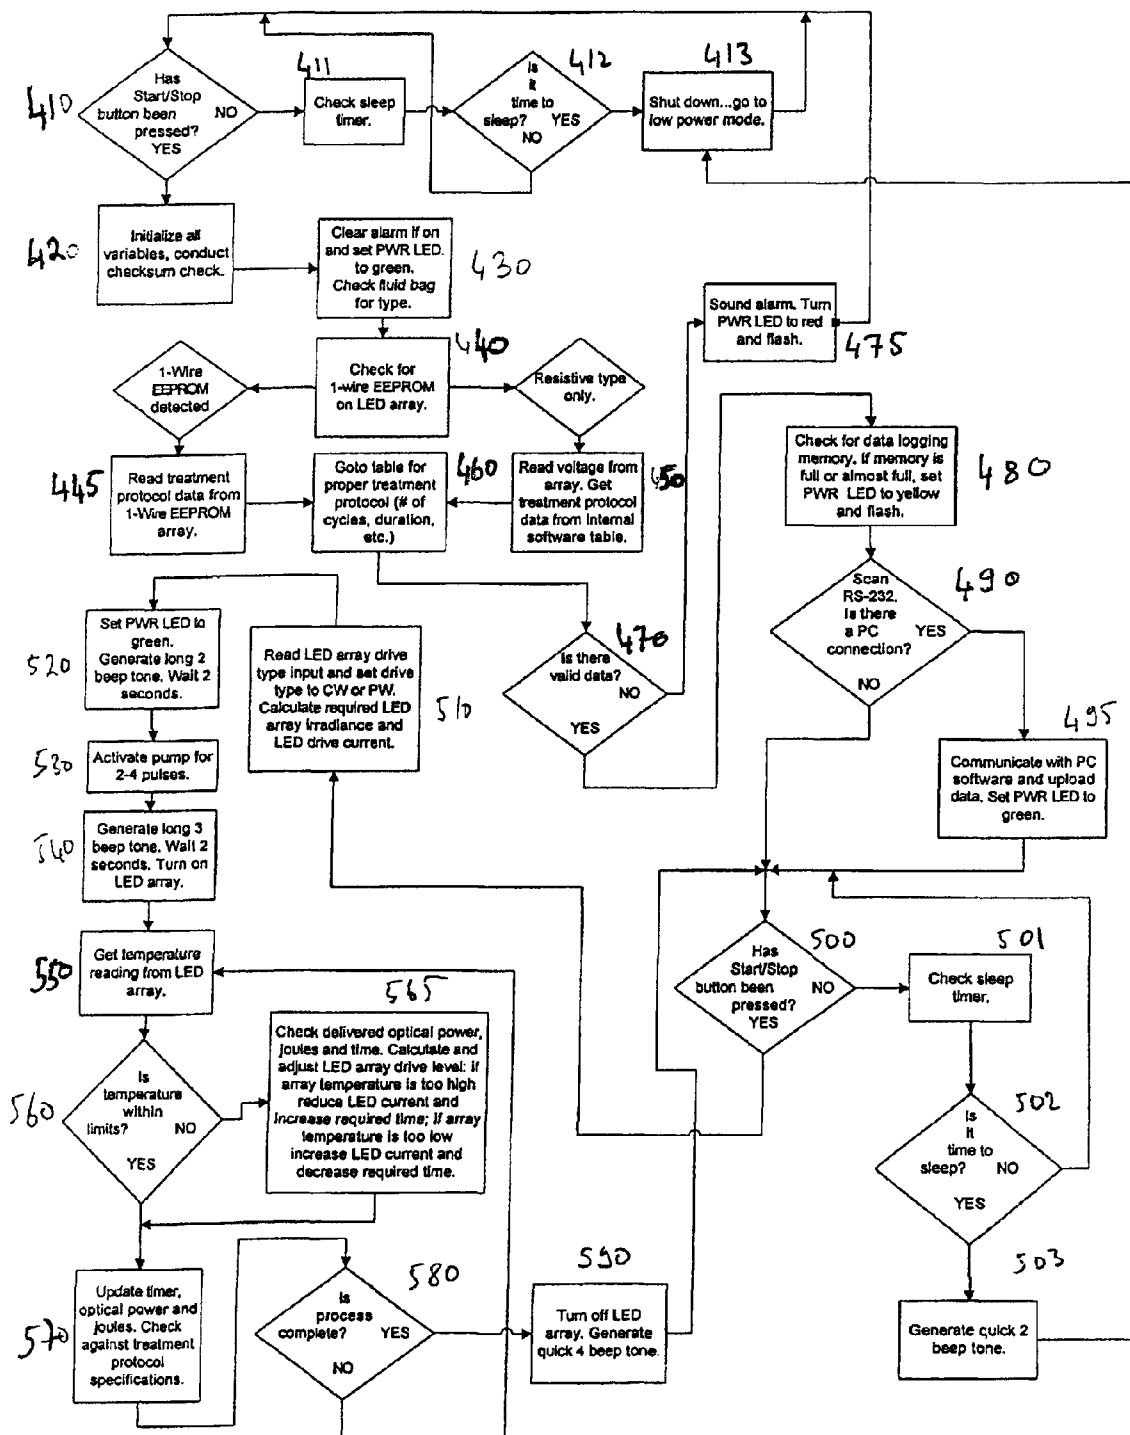 410
Has
Start/Stop
button been
pressed?
NO
YES
411
Check sleep
timer.
412
Is
it
time to
sleep?
YES
NO
413
Shut down...go to
low power mode.
420
Initialize all
variables, conduct
checksum check.
Clear alarm if on
and set PWR LED.
to green.
Check fluid bag
for type.
430
Sound alarm. Turn
PWR LED to red
and flash.
475
440
1-Wire
EEPROM
detected
Check for
1-wire EEPROM
on LED array.
Resistive type
only.
445
Read treatment
protocol data from
1-Wire EEPROM
array.
Goto table for
proper treatment
protocol (# of
cycles, duration,
etc.)
460
Read voltage from
array. Get
treatment protocol
data from internal
software table.
450
Check for data logging
memory. If memory is
full or almost full, set
PWR LED to yellow
and flash.
480
Scan
RS-232.
Is there
a PC
connection?
YES
NO
490
520
Set PWR LED to
green.
Generate long 2
beep tone. Wait 2
seconds.
Read LED array drive
type input and set drive
type to CW or PW.
Calculate required LED
array irradiance and
LED drive current.
510
470
Is there
valid data?
NO
YES
495
Communicate with PC
software and upload
data. Set PWR LED to
green.
530
Activate pump for
2-4 pulses.
540
Generate long 3
beep tone. Wait 2
seconds. Turn on
LED array.
550
Get temperature
reading from LED
array.
500
Has
Start/Stop
button been
pressed?
NO
YES
501
Check sleep
timer.
565
Check delivered optical power,
joules and time. Calculate and
adjust LED array drive level: if
array temperature is too high
reduce LED current and
increase required time; if array
temperature is too low
increase LED current and
decrease required time.
560
Is
temperature
within
limits?
NO
YES
502
Is
it
time to
sleep?
NO
YES
503
Generate quick 2
beep tone.
570
Update timer,
optical power and
joules. Check
against treatment
protocol
specifications.
580
Is
process
complete?
YES
NO
590
Turn off LED
array. Generate
quick 4 beep tone.